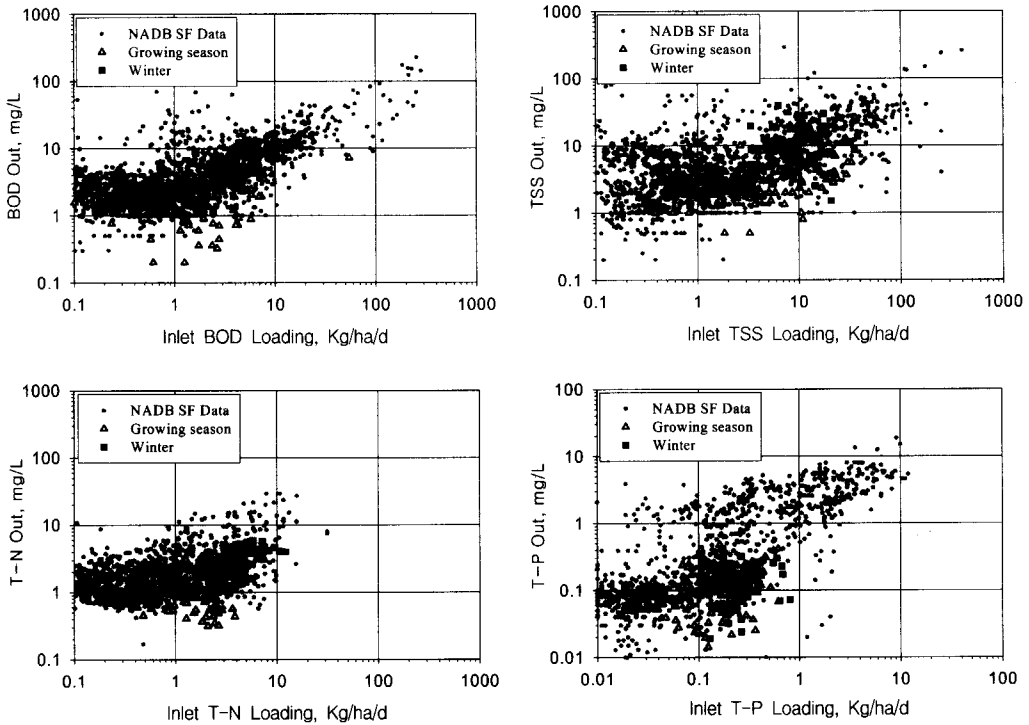 1000
100
10
1
0.1
BOD Out, mg/L
NADB SF Data
Growing season
Winter
0.1 1 10 100 1000
Inlet BOD Loading, Kg/ha/d
1000
100
10
1
0.1
TSS Out, mg/L
NADB SF Data
Growing season
Winter
0.1 1 10 100 1000
Inlet TSS Loading, Kg/ha/d
1000
100
10
1
0.1
T-N Out, mg/L
NADB SF Data
Growing season
Winter
0.1 1 10 100 1000
Inlet T-N Loading, Kg/ha/d
100
10
1
0.1
0.01
T-P Out, mg/L
NADB SF Data
Growing season
Winter
0.01 0.1 1 10 100
Inlet T-P Loading, Kg/ha/d